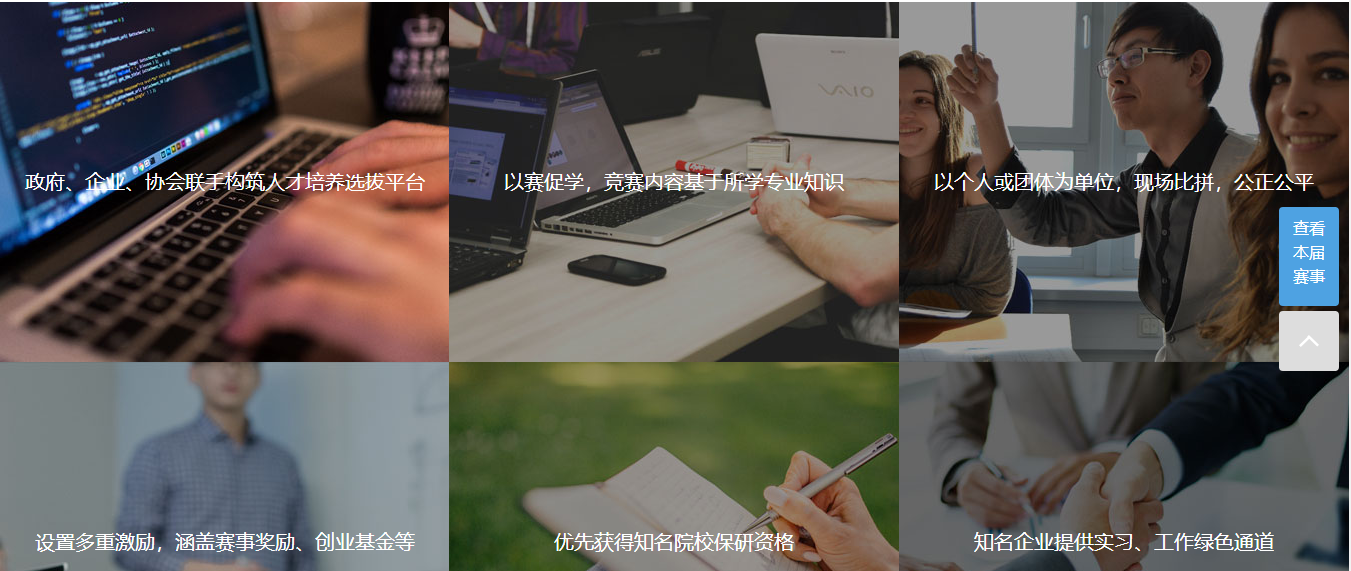 ASUS
SONY
VAIO
政府、企业、协会联手构筑人才培养选拔平台
以赛促学，竞赛内容基于所学专业知识
以个人或团体为单位，现场比拼，公正公平
查看
本届
赛事
设置多重激励，涵盖赛事奖励、创业基金等
优先获得知名院校保研资格
知名企业提供实习、工作绿色通道